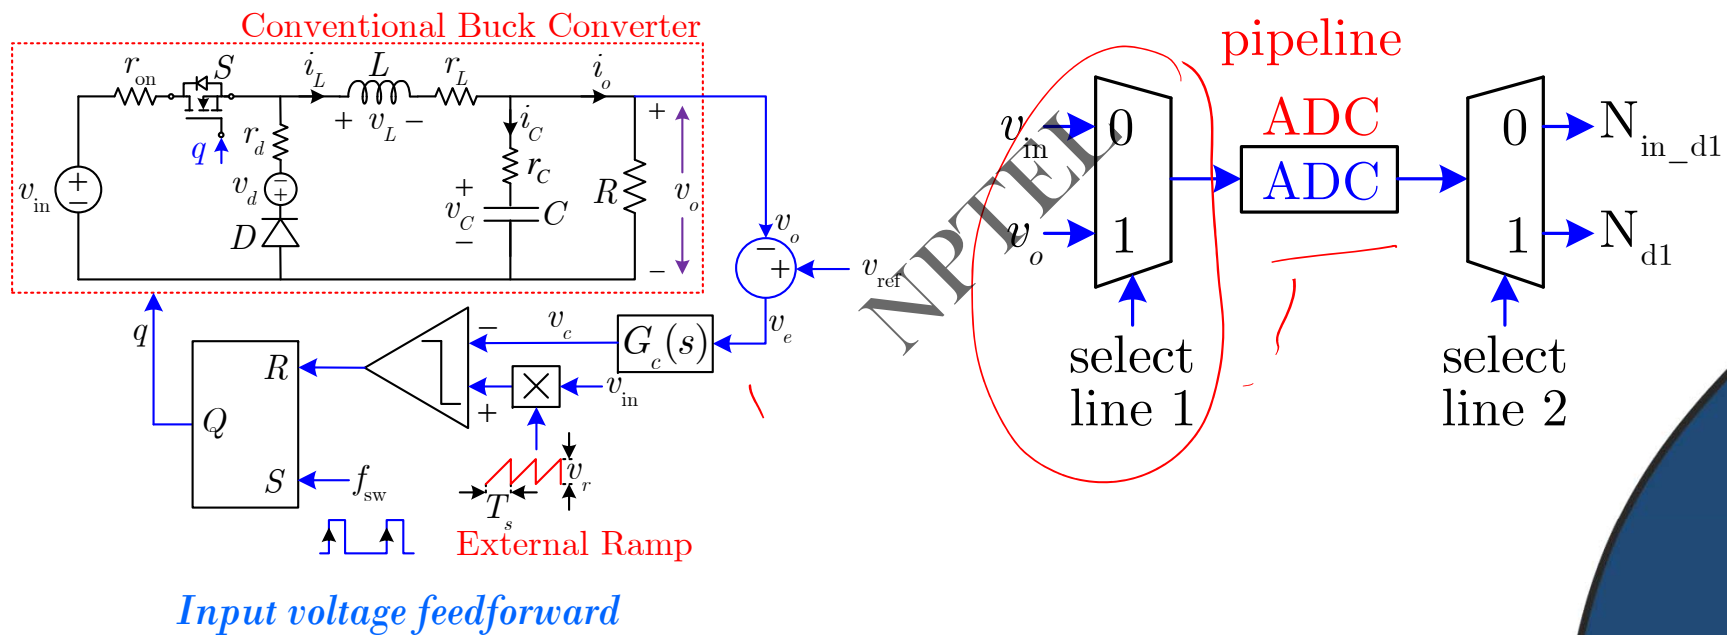 Conventional Buck Converter
r_on
S
i_L
L
r_L
i_o
+ v_L −
i_C
+
q
r_d
r_C
v_in
+
−
v_d
−
+
+
v_C
−
C
R
v_o
D
−
v_o
−
+
v_ref
v_e
q
v_c
G_c(s)
−
+
×
v_in
R
Q
S
f_sw
T_s
v_r
External Ramp
Input voltage feedforward
NPTEL
pipeline
v_in
0
ADC
ADC
0
N_in_d1
v_o
1
1
N_d1
select
line 1
select
line 2